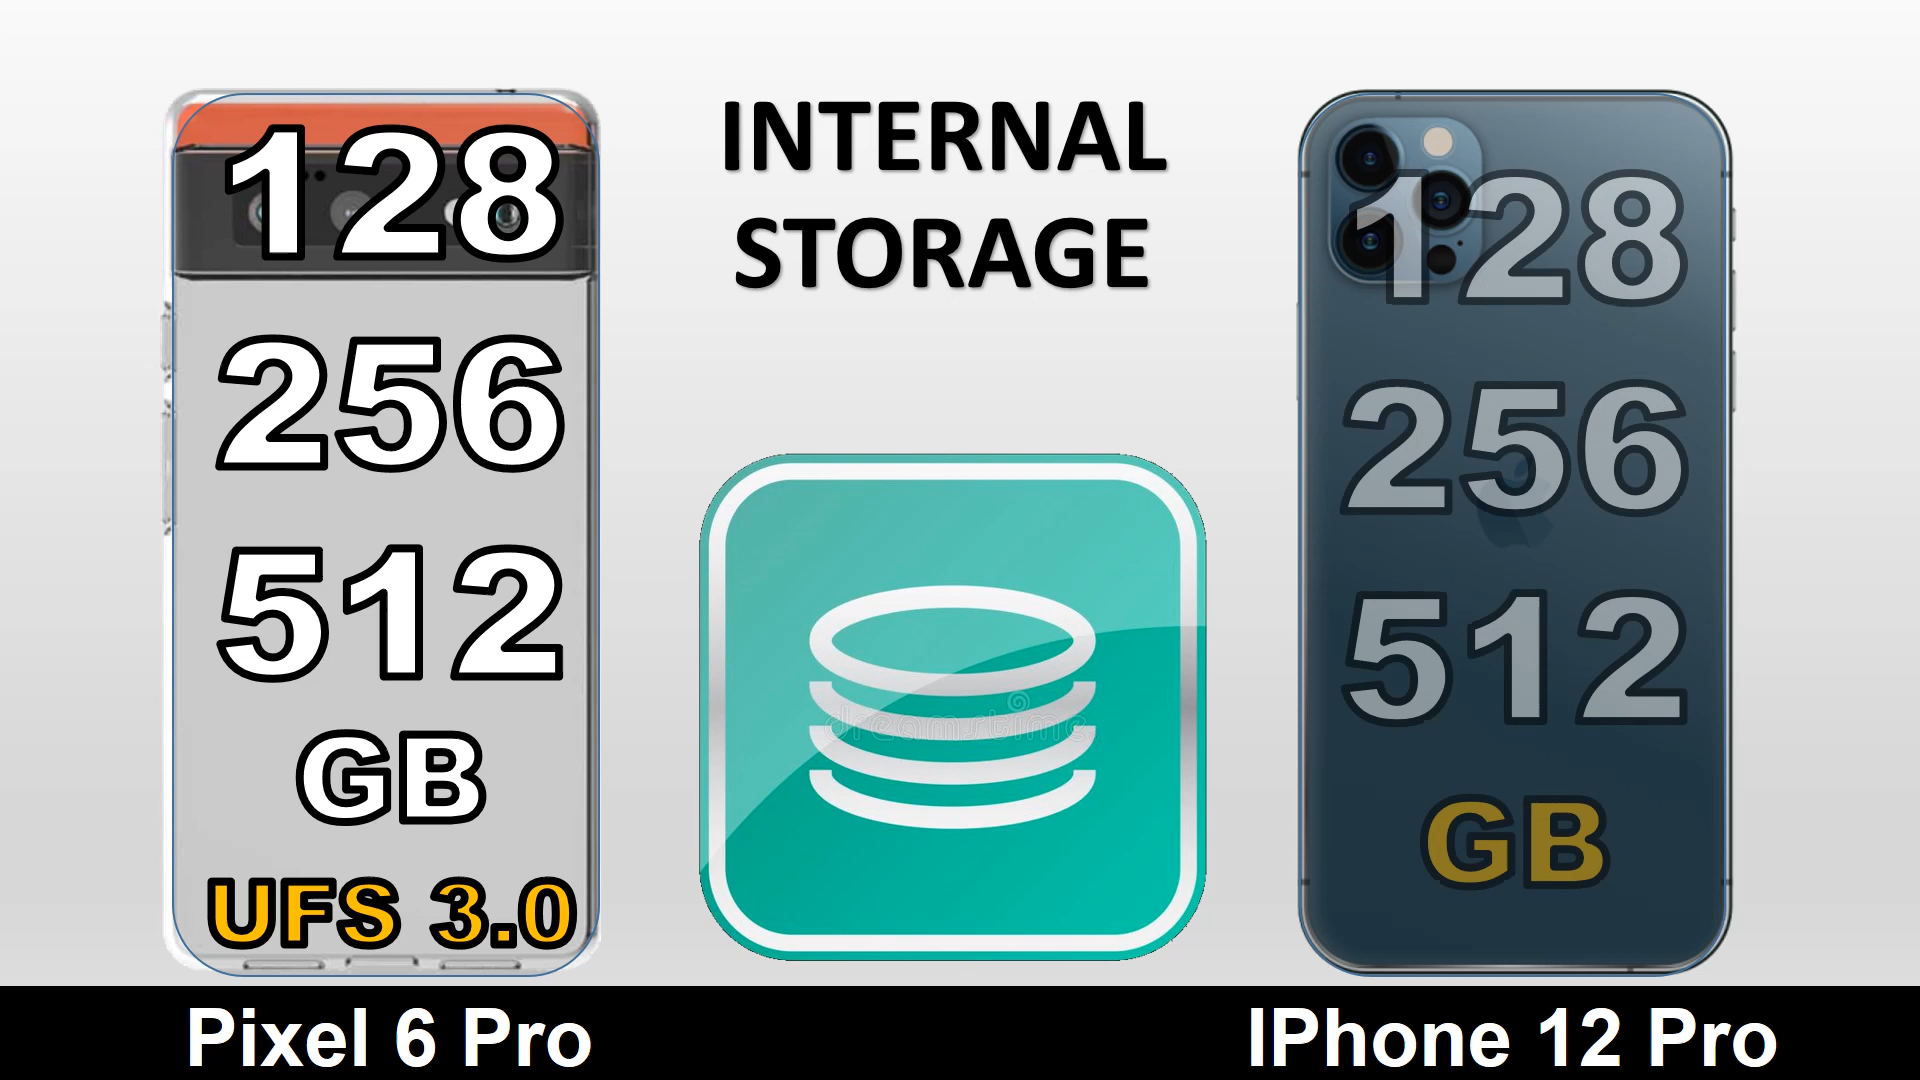 INTERNAL
STORAGE
128
256
512
GB
UFS 3.0
128
256
512
GB
dreamstime
Pixel 6 Pro
IPhone 12 Pro